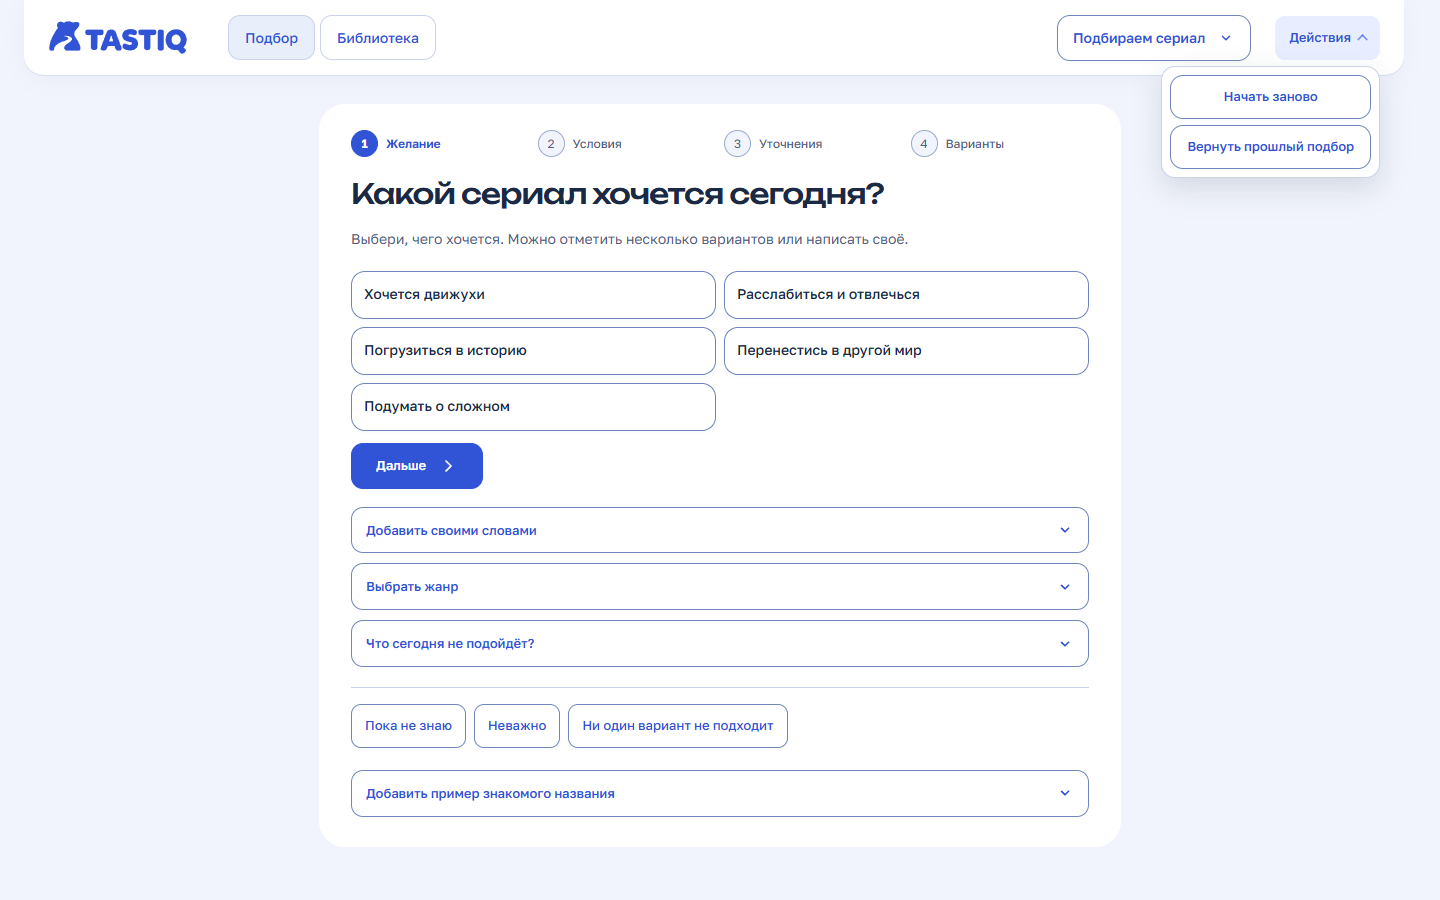 TASTIQ
Подбор
Библиотека
Подбираем сериал
Действия
Начать заново
Вернуть прошлый подбор
1 Желание
2 Условия
3 Уточнения
4 Варианты
Какой сериал хочется сегодня?
Выбери, чего хочется. Можно отметить несколько вариантов или написать своё.
Хочется движухи
Расслабиться и отвлечься
Погрузиться в историю
Перенестись в другой мир
Подумать о сложном
Дальше
Добавить своими словами
Выбрать жанр
Что сегодня не подойдёт?
Пока не знаю
Неважно
Ни один вариант не подходит
Добавить пример знакомого названия